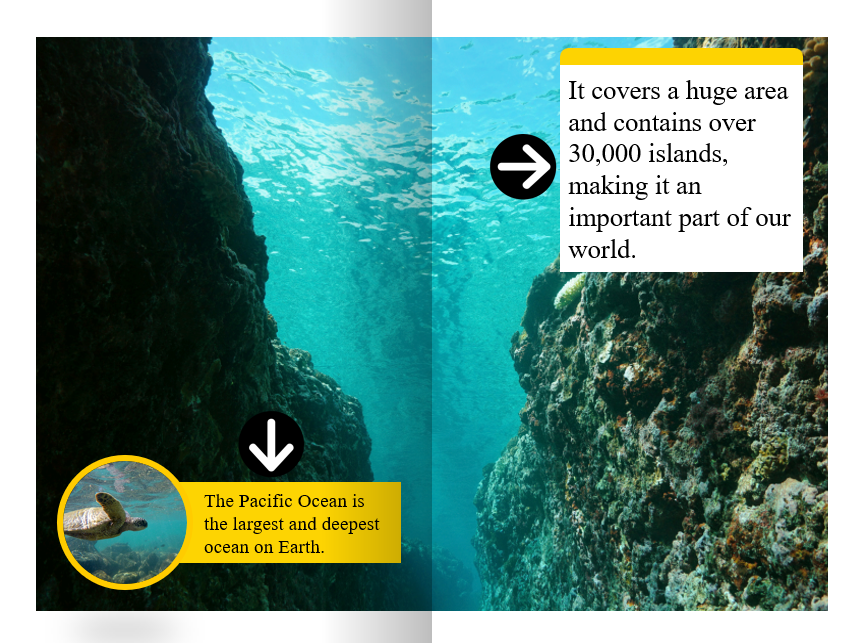 The Pacific Ocean is
the largest and deepest
ocean on Earth.
It covers a huge area
and contains over
30,000 islands,
making it an
important part of our
world.